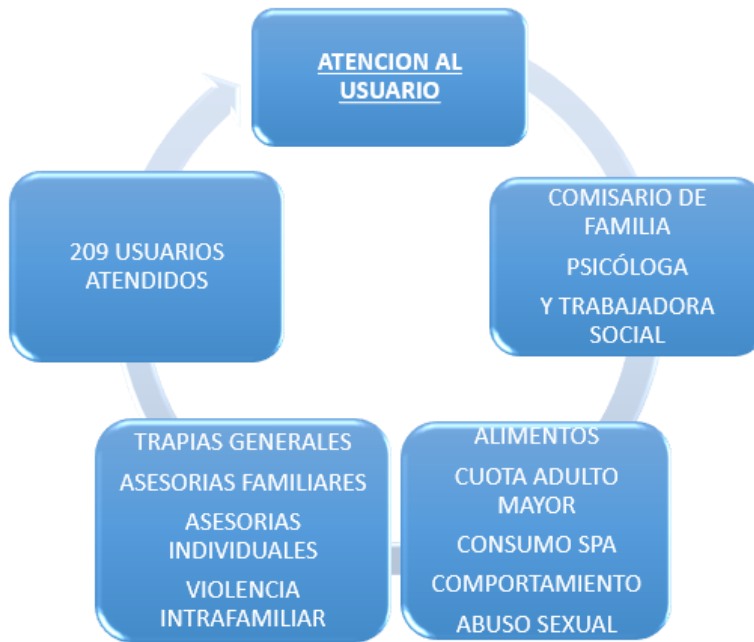 ATENCION AL
USUARIO
COMISARIO DE
FAMILIA
PSICÓLOGA
Y TRABAJADORA
SOCIAL
ALIMENTOS
CUOTA ADULTO
MAYOR
CONSUMO SPA
COMPORTAMIENTO
ABUSO SEXUAL
TRAPIAS GENERALES
ASESORIAS FAMILIARES
ASESORIAS
INDIVIDUALES
VIOLENCIA
INTRAFAMILIAR
209 USUARIOS
ATENDIDOS